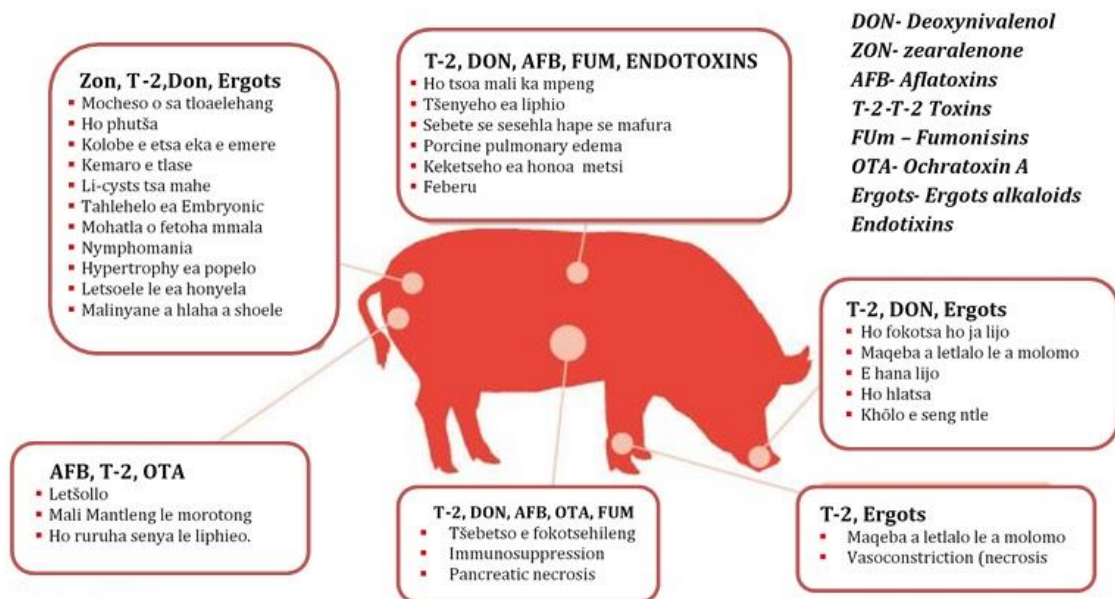 Zon, T-2,Don, Ergots
Mocheso o sa tloaelehang
Ho phutša
Kolobe e etsa eka e emere
Kemaro e tlase
Li-cysts tsa mahe
Tahlehelo ea Embryonic
Mohatla o fetoha mmala
Nymphomania
Hypertrophy ea popelo
Letsoele le ea honyela
Malinyane a hlaha a shoele
T-2, DON, AFB, FUM, ENDOTOXINS
Ho tsoa mali ka mpeng
Tšenyeho ea liphio
Sebete se sesehla hape se mafura
Porcine pulmonary edema
Keketseho ea honoa metsi
Feberu
DON- Deoxynivalenol
ZON- zearalenone
AFB- Aflatoxins
T-2-T-2 Toxins
FUm – Fumonisins
OTA- Ochratoxin A
Ergots- Ergots alkaloids
Endotixins
T-2, DON, Ergots
Ho fokotsa ho ja lijo
Maqeba a letlalo le a molomo
E hana lijo
Ho hlatsa
Khōlo e seng ntle
AFB, T-2, OTA
Letšollo
Mali Mantleng le morotong
Ho ruruha senya le liphieo.
T-2, DON, AFB, OTA, FUM
Tšebetso e fokotsehileng
Immunosuppression
Pancreatic necrosis
T-2, Ergots
Maqeba a letlalo le a molomo
Vasoconstriction (necrosis